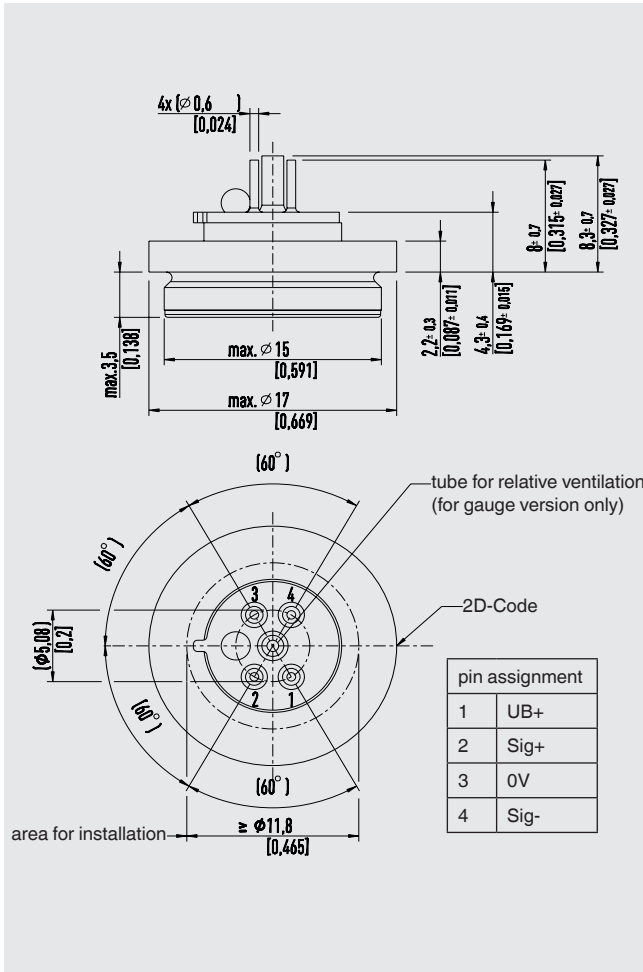 4x (⌀ 0,6 )
[0,024]
8± 0,7
[0,315± 0,027]
8,3± 0,7
[0,327± 0,027]
2,2± 0,3
[0,087± 0,011]
4,3± 0,4
[0,169± 0,015]
max.3,5
[0,138]
max. ⌀ 15
[0,591]
max. ⌀ 17
[0,669]
(60°)
tube for relative ventilation
(for gauge version only)
(60°)
3 4
2D-Code
(⌀5,08)
[0,2]
2 1
(60°)
(60°)
area for installation
≥ ⌀11,8
[0,465]
pin assignment
1 UB+
2 Sig+
3 0V
4 Sig-